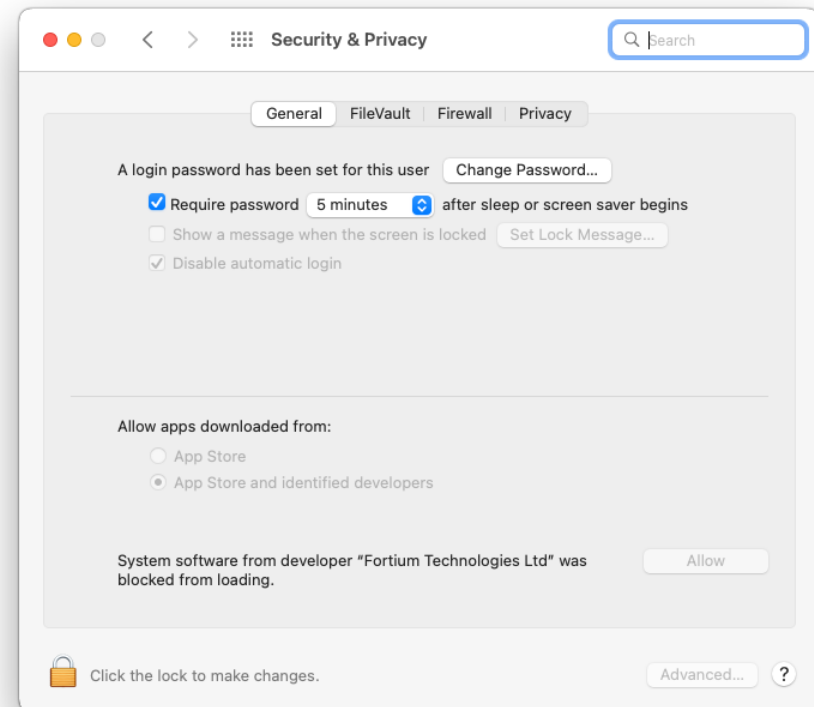 Security & Privacy
Search
General FileVault Firewall Privacy
A login password has been set for this user Change Password...
Require password 5 minutes after sleep or screen saver begins
Show a message when the screen is locked Set Lock Message...
Disable automatic login
Allow apps downloaded from:
App Store
App Store and identified developers
System software from developer “Fortium Technologies Ltd” was Allow
blocked from loading.
Click the lock to make changes. Advanced... ?